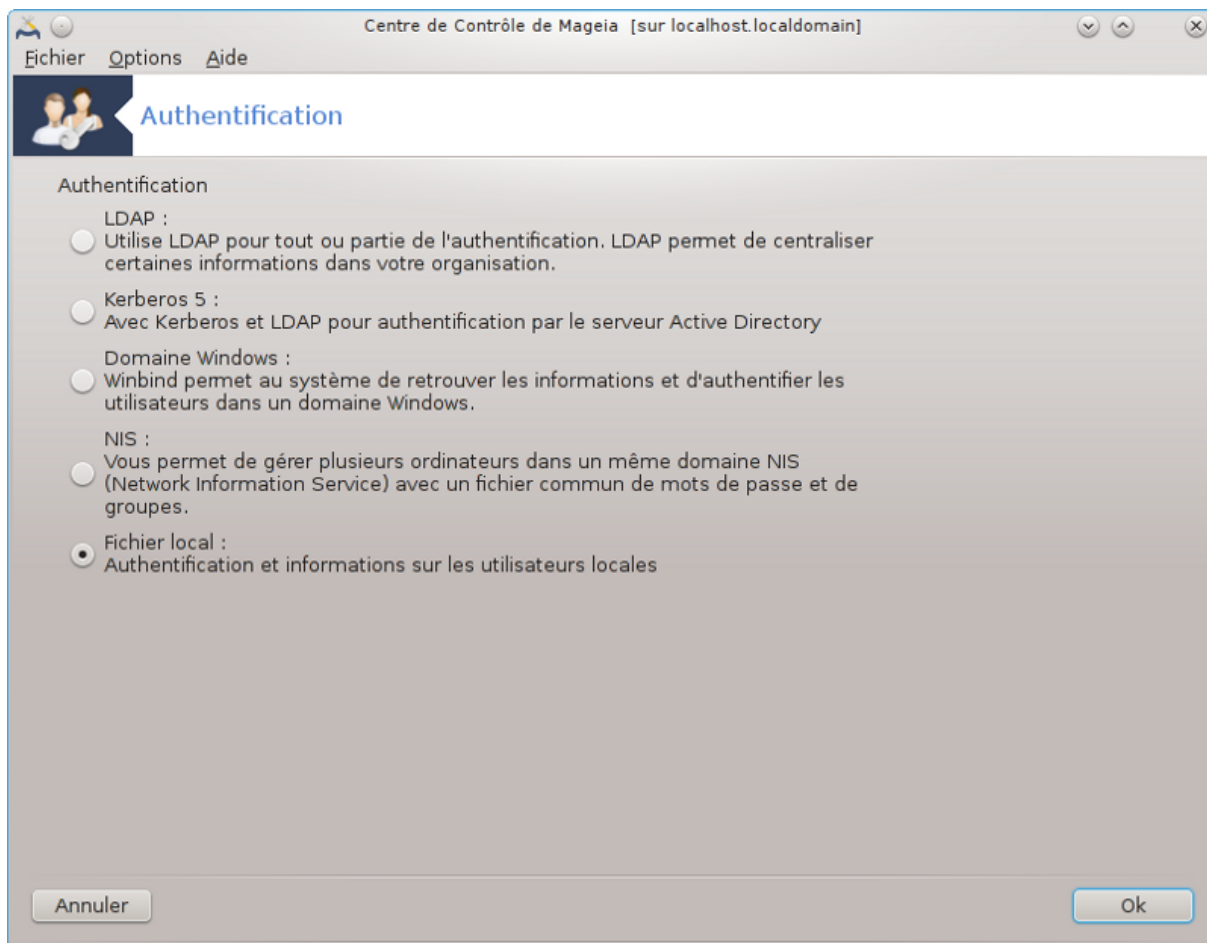 Centre de Contrôle de Mageia [sur localhost.localdomain]
Fichier Options Aide
Authentification
Authentification
LDAP :
Utilise LDAP pour tout ou partie de l'authentification. LDAP permet de centraliser
certaines informations dans votre organisation.
Kerberos 5 :
Avec Kerberos et LDAP pour authentification par le serveur Active Directory
Domaine Windows :
Winbind permet au système de retrouver les informations et d'authentifier les
utilisateurs dans un domaine Windows.
NIS :
Vous permet de gérer plusieurs ordinateurs dans un même domaine NIS
(Network Information Service) avec un fichier commun de mots de passe et de
groupes.
Fichier local :
Authentification et informations sur les utilisateurs locales
Annuler
Ok